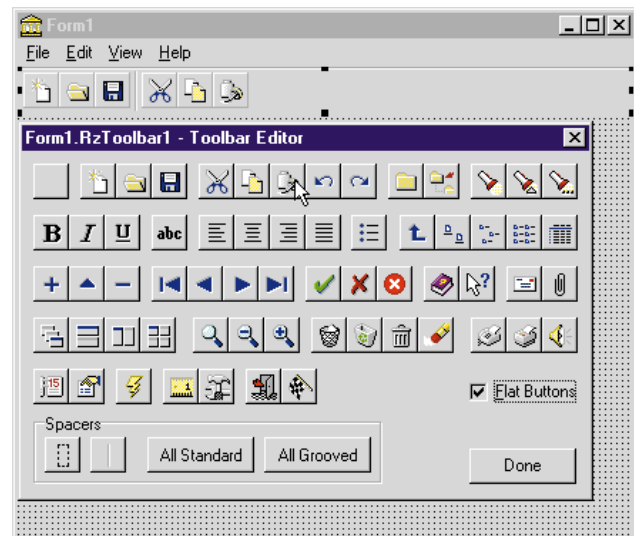 Form1
File Edit View Help
Form1.RzToolbar1 - Toolbar Editor
B I U abc
?
15
1
Flat Buttons
Spacers
All Standard All Grooved
Done